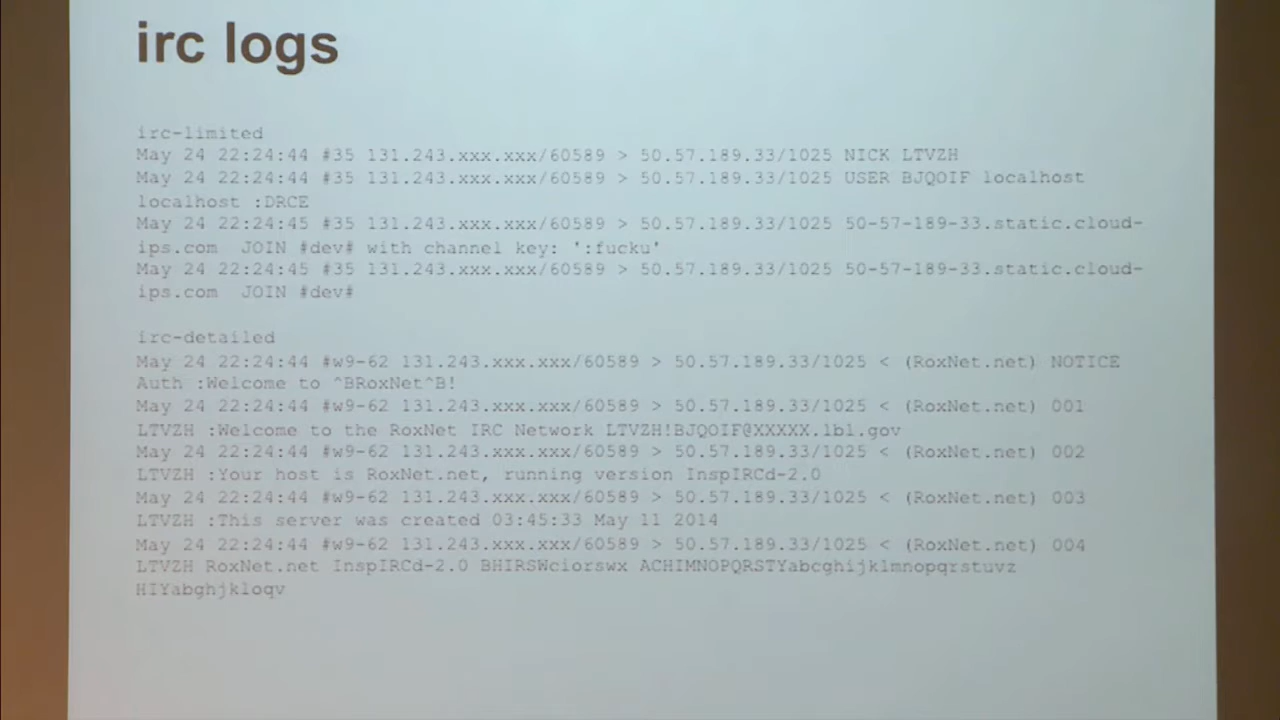 irc logs
irc-limited
May 24 22:24:44 #35 131.243.xxx.xxx/60589 > 50.57.189.33/1025 NICK LTVZH
May 24 22:24:44 #35 131.243.xxx.xxx/60589 > 50.57.189.33/1025 USER BJQOIF localhost
localhost :DRCE
May 24 22:24:45 #35 131.243.xxx.xxx/60589 > 50.57.189.33/1025 50-57-189-33.static.cloud-
ips.com  JOIN #dev# with channel key: ':fucku'
May 24 22:24:45 #35 131.243.xxx.xxx/60589 > 50.57.189.33/1025 50-57-189-33.static.cloud-
ips.com  JOIN #dev#
irc-detailed
May 24 22:24:44 #w9-62 131.243.xxx.xxx/60589 > 50.57.189.33/1025 < (RoxNet.net) NOTICE
Auth :Welcome to ^BRoxNet^B!
May 24 22:24:44 #w9-62 131.243.xxx.xxx/60589 > 50.57.189.33/1025 < (RoxNet.net) 001
LTVZH :Welcome to the RoxNet IRC Network LTVZH!BJQOIF@XXXXX.lbl.gov
May 24 22:24:44 #w9-62 131.243.xxx.xxx/60589 > 50.57.189.33/1025 < (RoxNet.net) 002
LTVZH :Your host is RoxNet.net, running version InspIRCd-2.0
May 24 22:24:44 #w9-62 131.243.xxx.xxx/60589 > 50.57.189.33/1025 < (RoxNet.net) 003
LTVZH :This server was created 03:45:33 May 11 2014
May 24 22:24:44 #w9-62 131.243.xxx.xxx/60589 > 50.57.189.33/1025 < (RoxNet.net) 004
LTVZH RoxNet.net InspIRCd-2.0 BHIRSWciorswx ACHIMNOPQRSTYabcghijklmnopqrstuvz
HIYabghjkloqv